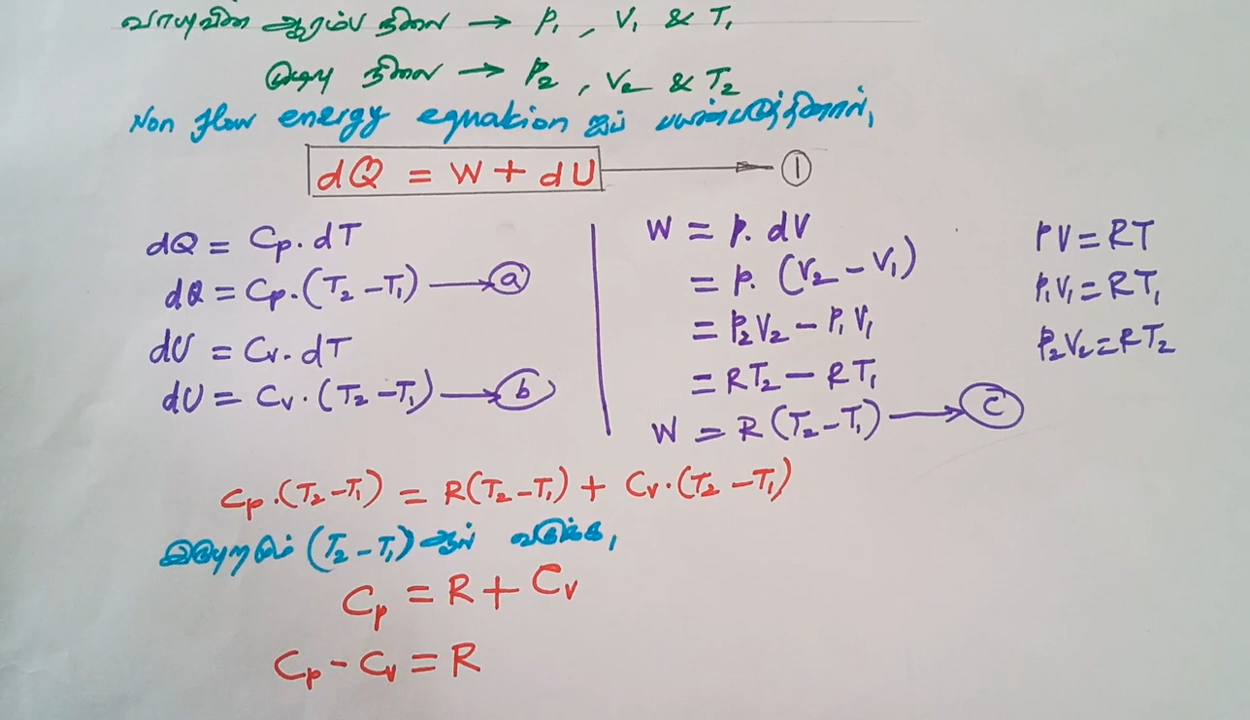 வாயுவின் ஆரம்ப நிலை → P₁, V₁ & T₁
இறுதி நிலை → P₂, V₂ & T₂
Non flow energy equation ஐப் பயன்படுத்தினால்,
dQ = W + dU → ①
dQ = Cp. dT
dQ = Cp.(T₂ – T₁) → ⓐ
dU = Cv. dT
dU = Cv.(T₂ – T₁) → ⓑ
W = P. dV
= P. (V₂ – V₁)
= P₂V₂ – P₁V₁
= RT₂ – RT₁
W = R(T₂ – T₁) → ⓒ
PV = RT
P₁V₁ = RT₁
P₂V₂ = RT₂
Cp.(T₂ – T₁) = R(T₂ – T₁) + Cv.(T₂ – T₁)
இருபுறமும் (T₂ – T₁) ஆல் வகுக்க,
Cp = R + Cv
Cp – Cv = R